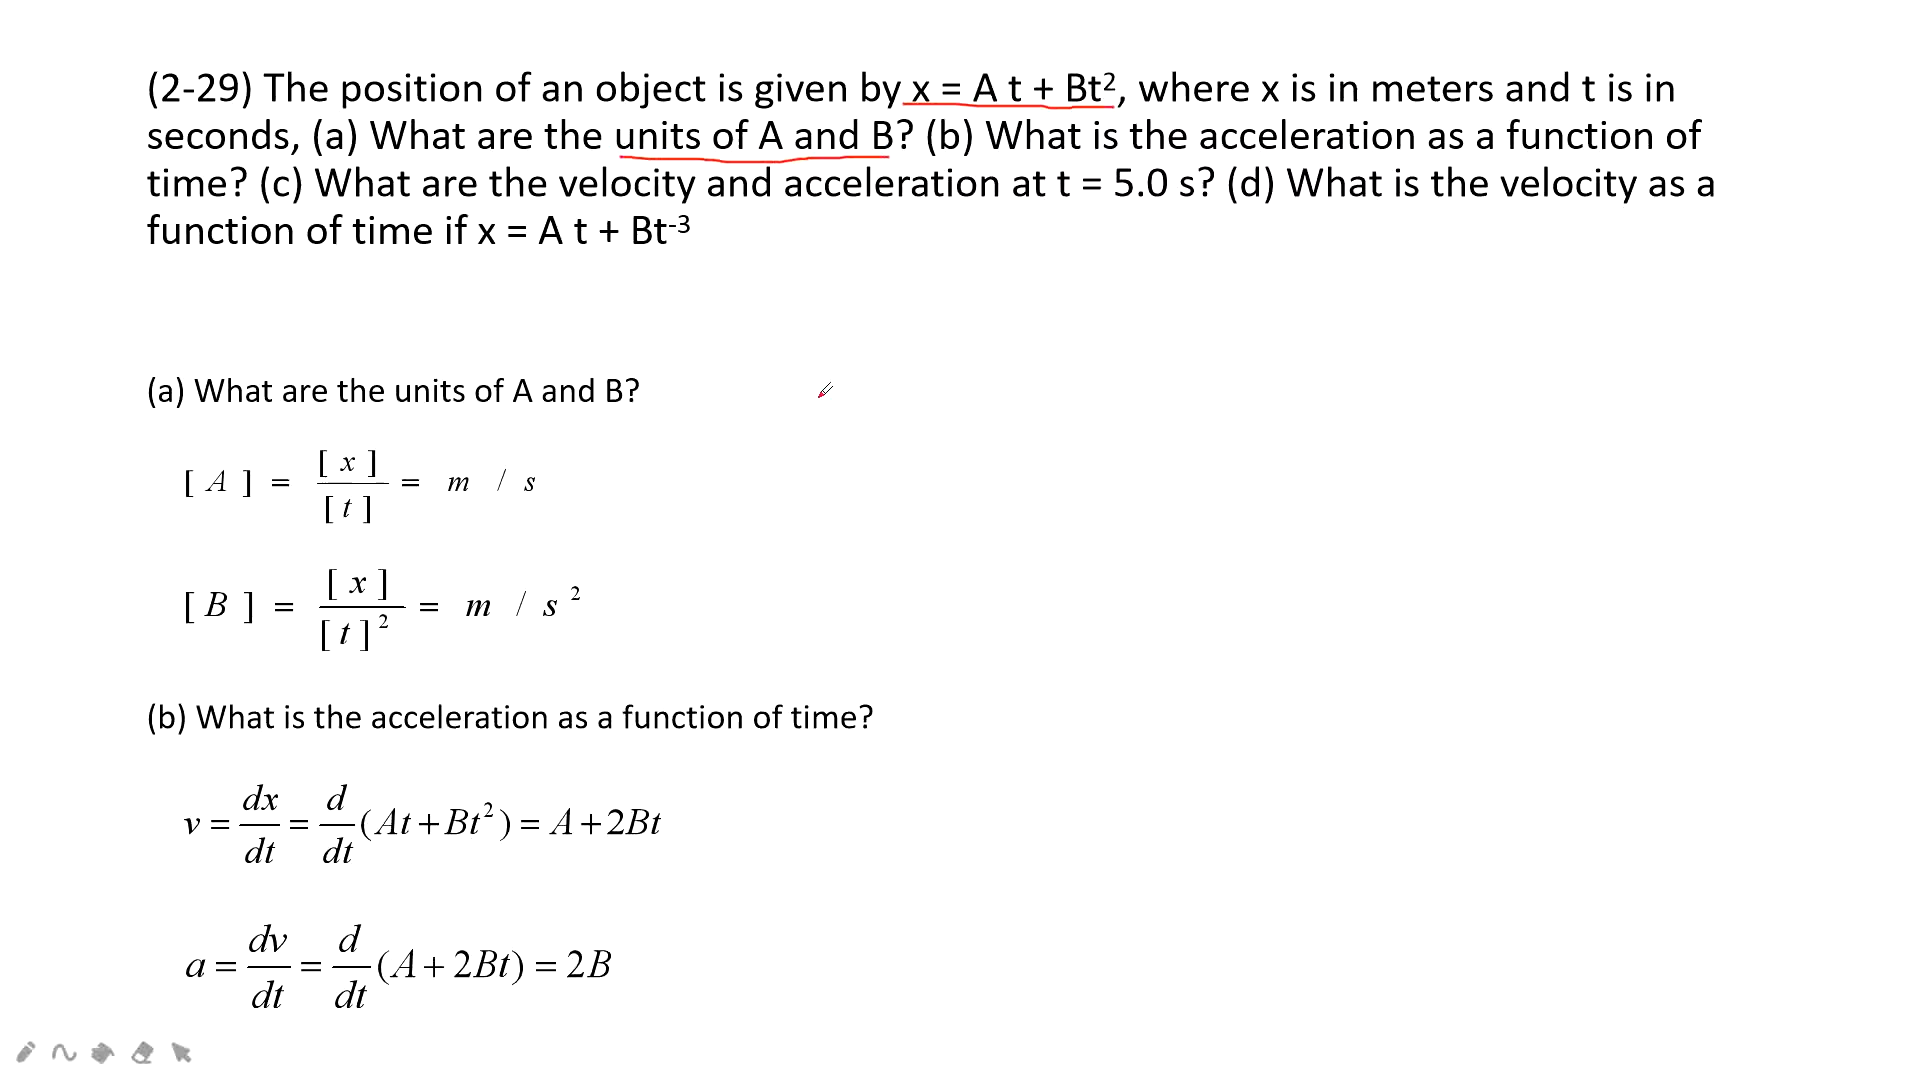 (2-29) The position of an object is given by x = A t + Bt², where x is in meters and t is in
seconds, (a) What are the units of A and B? (b) What is the acceleration as a function of
time? (c) What are the velocity and acceleration at t = 5.0 s? (d) What is the velocity as a
function of time if x = A t + Bt⁻³
(a) What are the units of A and B?
[ A ] = [ x ] / [ t ] = m / s
[ B ] = [ x ] / [ t ]² = m / s ²
(b) What is the acceleration as a function of time?
v = dx/dt = d/dt (At + Bt²) = A + 2Bt
a = dv/dt = d/dt (A + 2Bt) = 2B